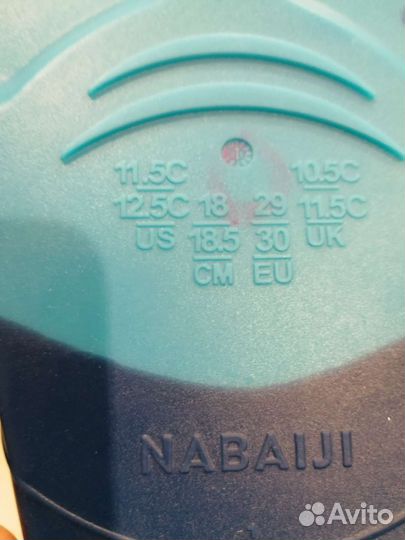 11.5C 10.5C
12.5C 18 29 11.5C
US 18.5 30 UK
CM EU
NABAIJI
Avito